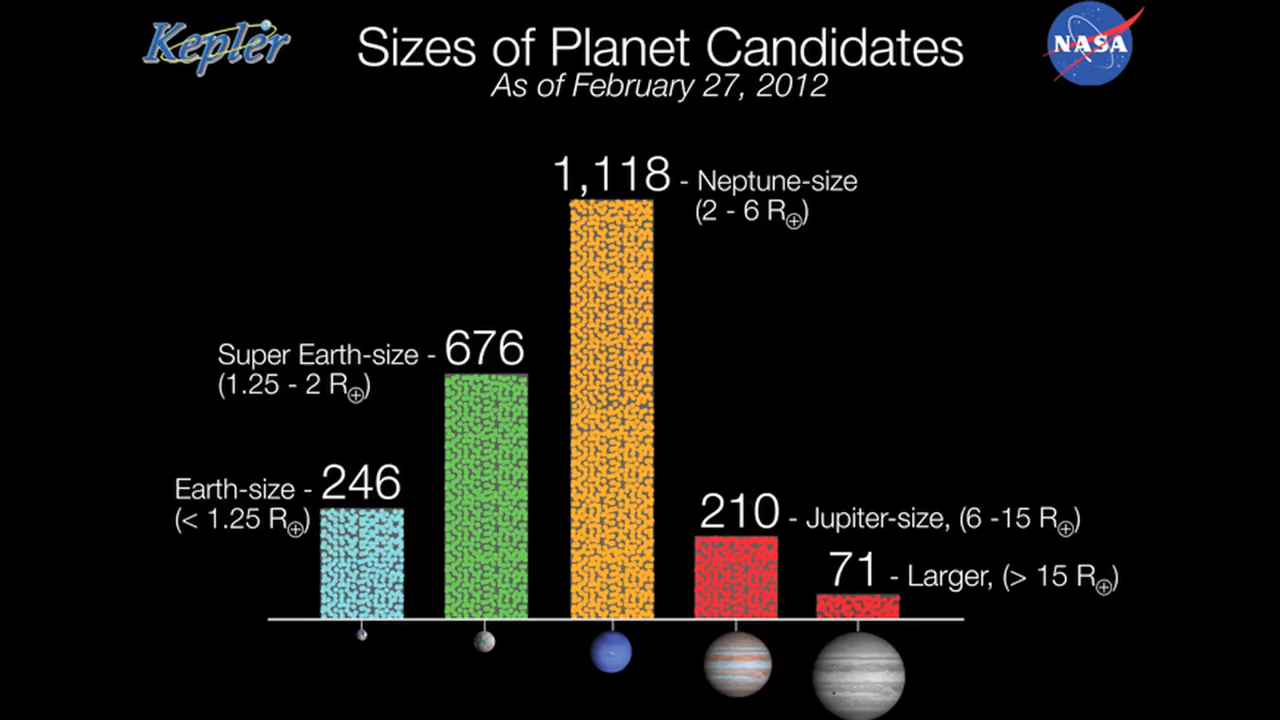 Kepler
Sizes of Planet Candidates
NASA
As of February 27, 2012
1,118 - Neptune-size
(2 - 6 R⊕)
Super Earth-size - 676
(1.25 - 2 R⊕)
Earth-size - 246
(< 1.25 R⊕)
210 - Jupiter-size, (6 -15 R⊕)
71 - Larger, (> 15 R⊕)